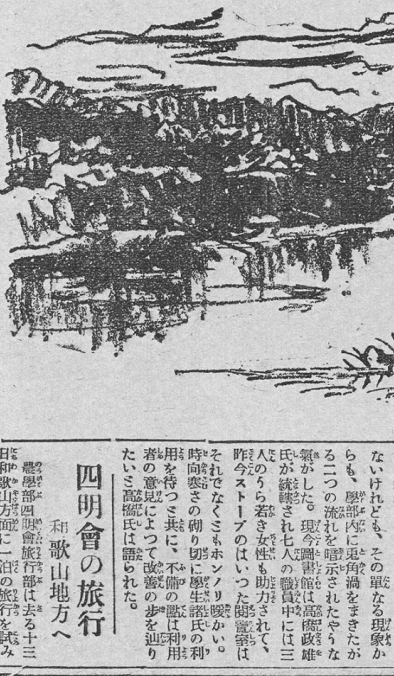 ないけれども、その單なる現象か
らも、學部内に東角渦をまきたが
る二つの流れを暗示されたやうな
氣がした。現今圖書館は高橋政雄
氏が統轄され七人の職員中には三
人のうら若き女性も助力されて、
昨今ストーブのはいつた閲覽室は
それでなくともホンノリ暖かい。
時向寒さの砌り切に學生諸氏の利
用を待つと共に、不備の點は利用
者の意見によつて改善の歩を辿り
たいと高橋氏は語られた。
四明會の旅行
和歌山地方へ
農學部四明會旅行部は去る十三
日和歌山方面に一泊の旅行を試み